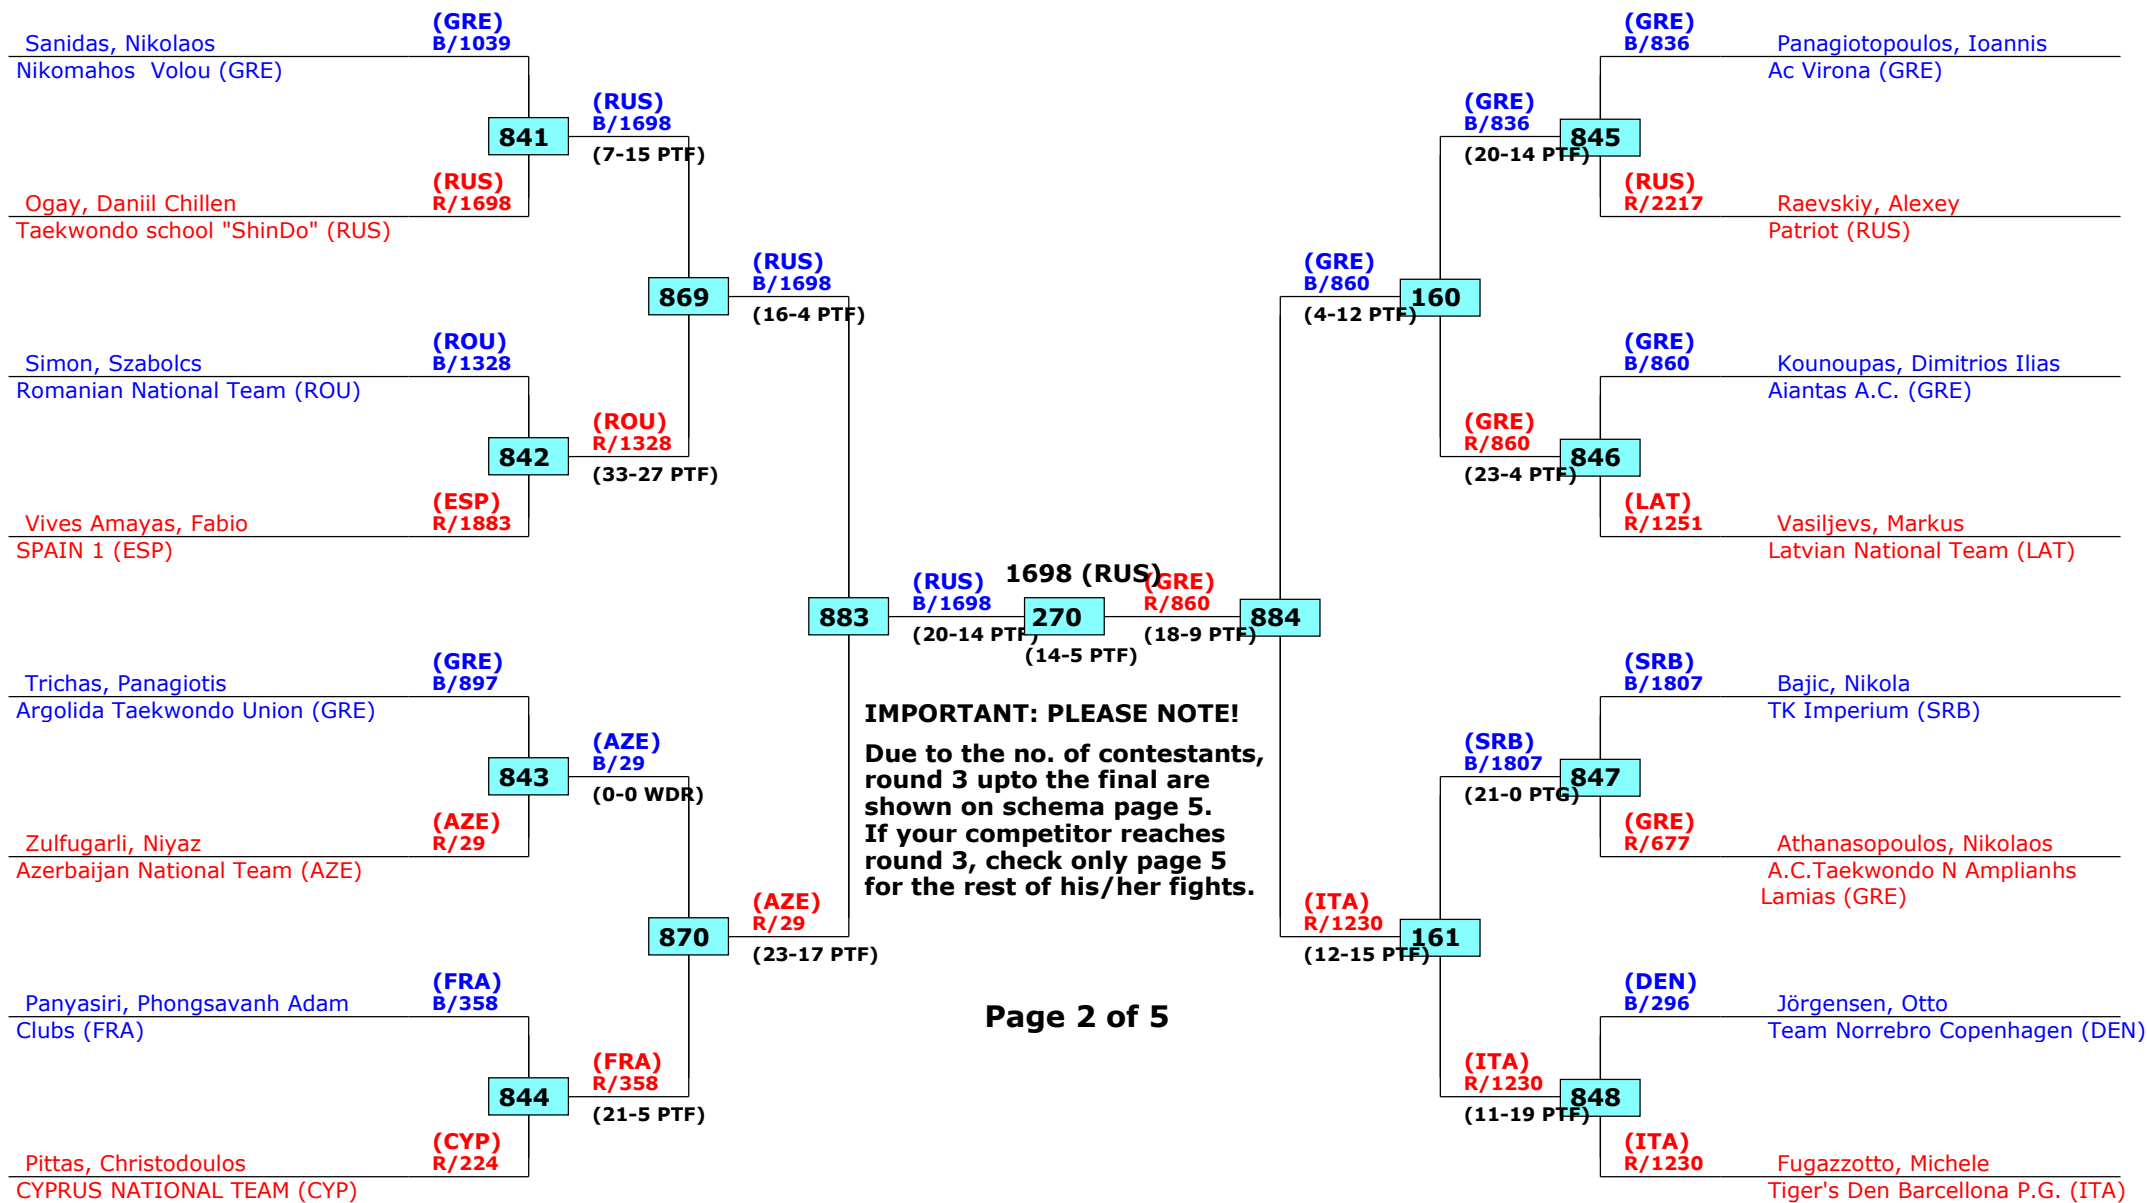 (GRE)
B/1039
Sanidas, Nikolaos
Nikomahos  Volou (GRE)
841
(RUS)
B/1698
(7-15 PTF)
(RUS)
R/1698
Ogay, Daniil Chillen
Taekwondo school "ShinDo" (RUS)
869
(RUS)
B/1698
(16-4 PTF)
(ROU)
B/1328
Simon, Szabolcs
Romanian National Team (ROU)
842
(ROU)
R/1328
(33-27 PTF)
(ESP)
R/1883
Vives Amayas, Fabio
SPAIN 1 (ESP)
883
(RUS)
B/1698
(20-14 PTF)
1698 (RUS)
270
(14-5 PTF)
(GRE)
R/860
(18-9 PTF)
884
(GRE)
B/897
Trichas, Panagiotis
Argolida Taekwondo Union (GRE)
843
(AZE)
B/29
(0-0 WDR)
(AZE)
R/29
Zulfugarli, Niyaz
Azerbaijan National Team (AZE)
870
(AZE)
R/29
(23-17 PTF)
(FRA)
B/358
Panyasiri, Phongsavanh Adam
Clubs (FRA)
844
(FRA)
R/358
(21-5 PTF)
(CYP)
R/224
Pittas, Christodoulos
CYPRUS NATIONAL TEAM (CYP)
IMPORTANT: PLEASE NOTE!
Due to the no. of contestants,
round 3 upto the final are
shown on schema page 5.
If your competitor reaches
round 3, check only page 5
for the rest of his/her fights.
Page 2 of 5
(GRE)
B/836
Panagiotopoulos, Ioannis
Ac Virona (GRE)
(GRE)
B/836
(20-14 PTF)
845
(RUS)
R/2217
Raevskiy, Alexey
Patriot (RUS)
(GRE)
B/860
(4-12 PTF)
160
(GRE)
B/860
Kounoupas, Dimitrios Ilias
Aiantas A.C. (GRE)
(GRE)
R/860
(23-4 PTF)
846
(LAT)
R/1251
Vasiljevs, Markus
Latvian National Team (LAT)
(SRB)
B/1807
Bajic, Nikola
TK Imperium (SRB)
(SRB)
B/1807
(21-0 PTG)
847
(GRE)
R/677
Athanasopoulos, Nikolaos
A.C.Taekwondo N Amplianhs
Lamias (GRE)
(ITA)
R/1230
(12-15 PTF)
161
(DEN)
B/296
Jörgensen, Otto
Team Norrebro Copenhagen (DEN)
(ITA)
R/1230
(11-19 PTF)
848
(ITA)
R/1230
Fugazzotto, Michele
Tiger's Den Barcellona P.G. (ITA)